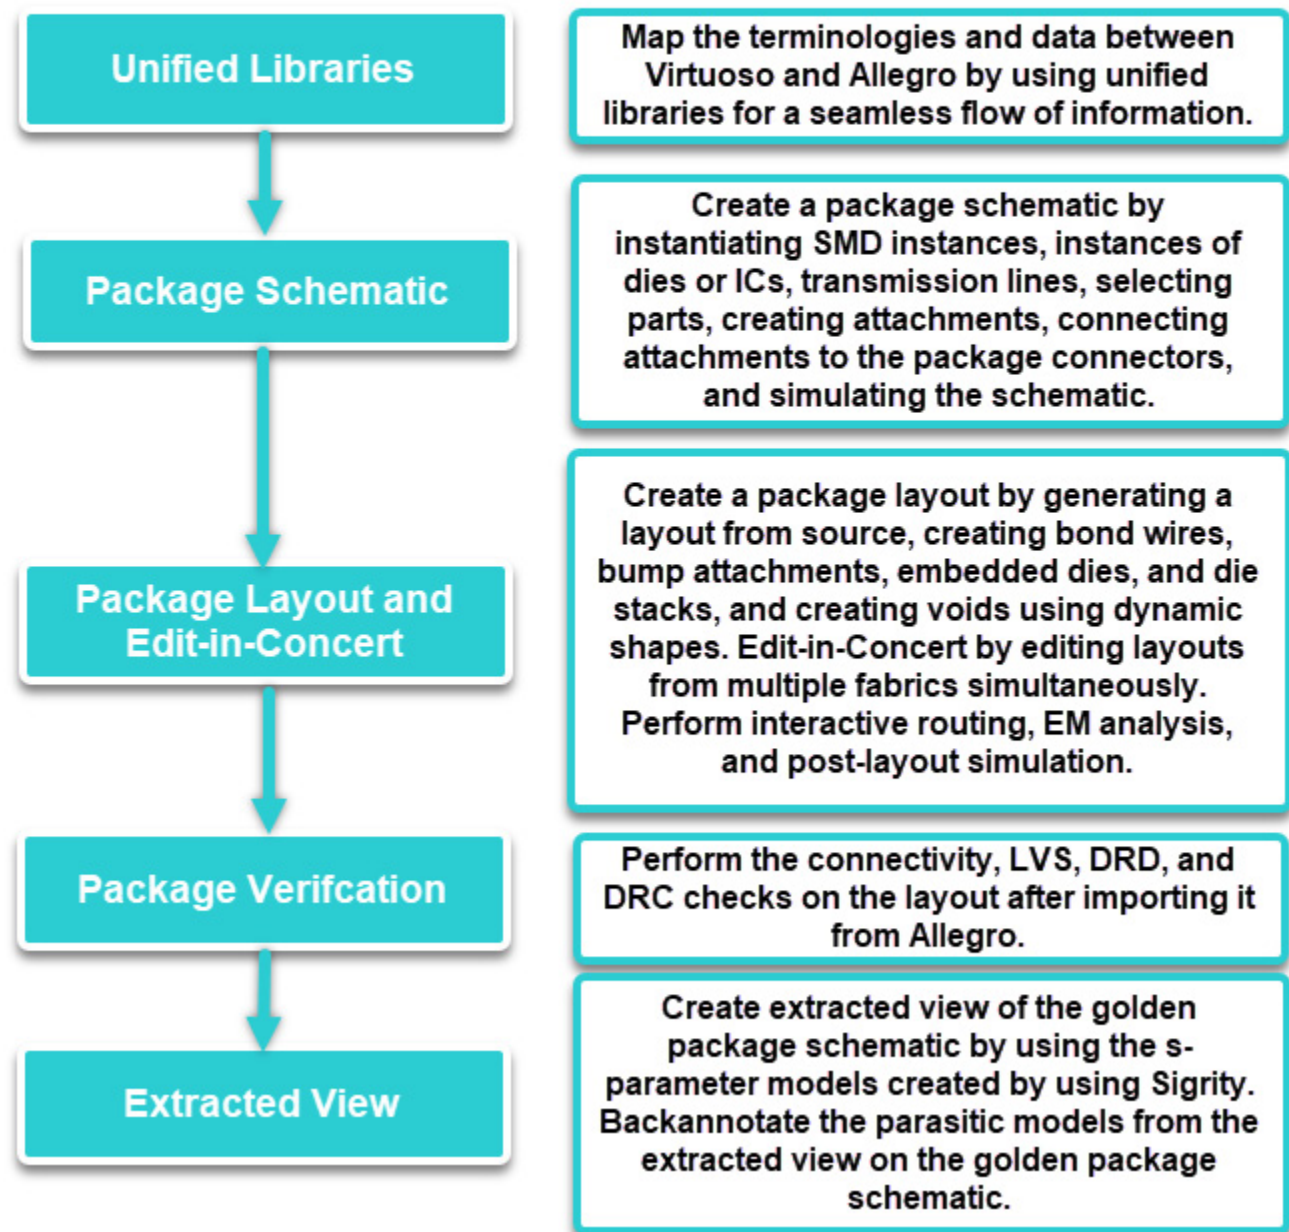 Unified Libraries
Map the terminologies and data between
Virtuoso and Allegro by using unified
libraries for a seamless flow of information.
Package Schematic
Create a package schematic by
instantiating SMD instances, instances of
dies or ICs, transmission lines, selecting
parts, creating attachments, connecting
attachments to the package connectors,
and simulating the schematic.
Package Layout and
Edit-in-Concert
Create a package layout by generating a
layout from source, creating bond wires,
bump attachments, embedded dies, and die
stacks, and creating voids using dynamic
shapes. Edit-in-Concert by editing layouts
from multiple fabrics simultaneously.
Perform interactive routing, EM analysis,
and post-layout simulation.
Package Verifcation
Perform the connectivity, LVS, DRD, and
DRC checks on the layout after importing it
from Allegro.
Extracted View
Create extracted view of the golden
package schematic by using the s-
parameter models created by using Sigrity.
Backannotate the parasitic models from the
extracted view on the golden package
schematic.